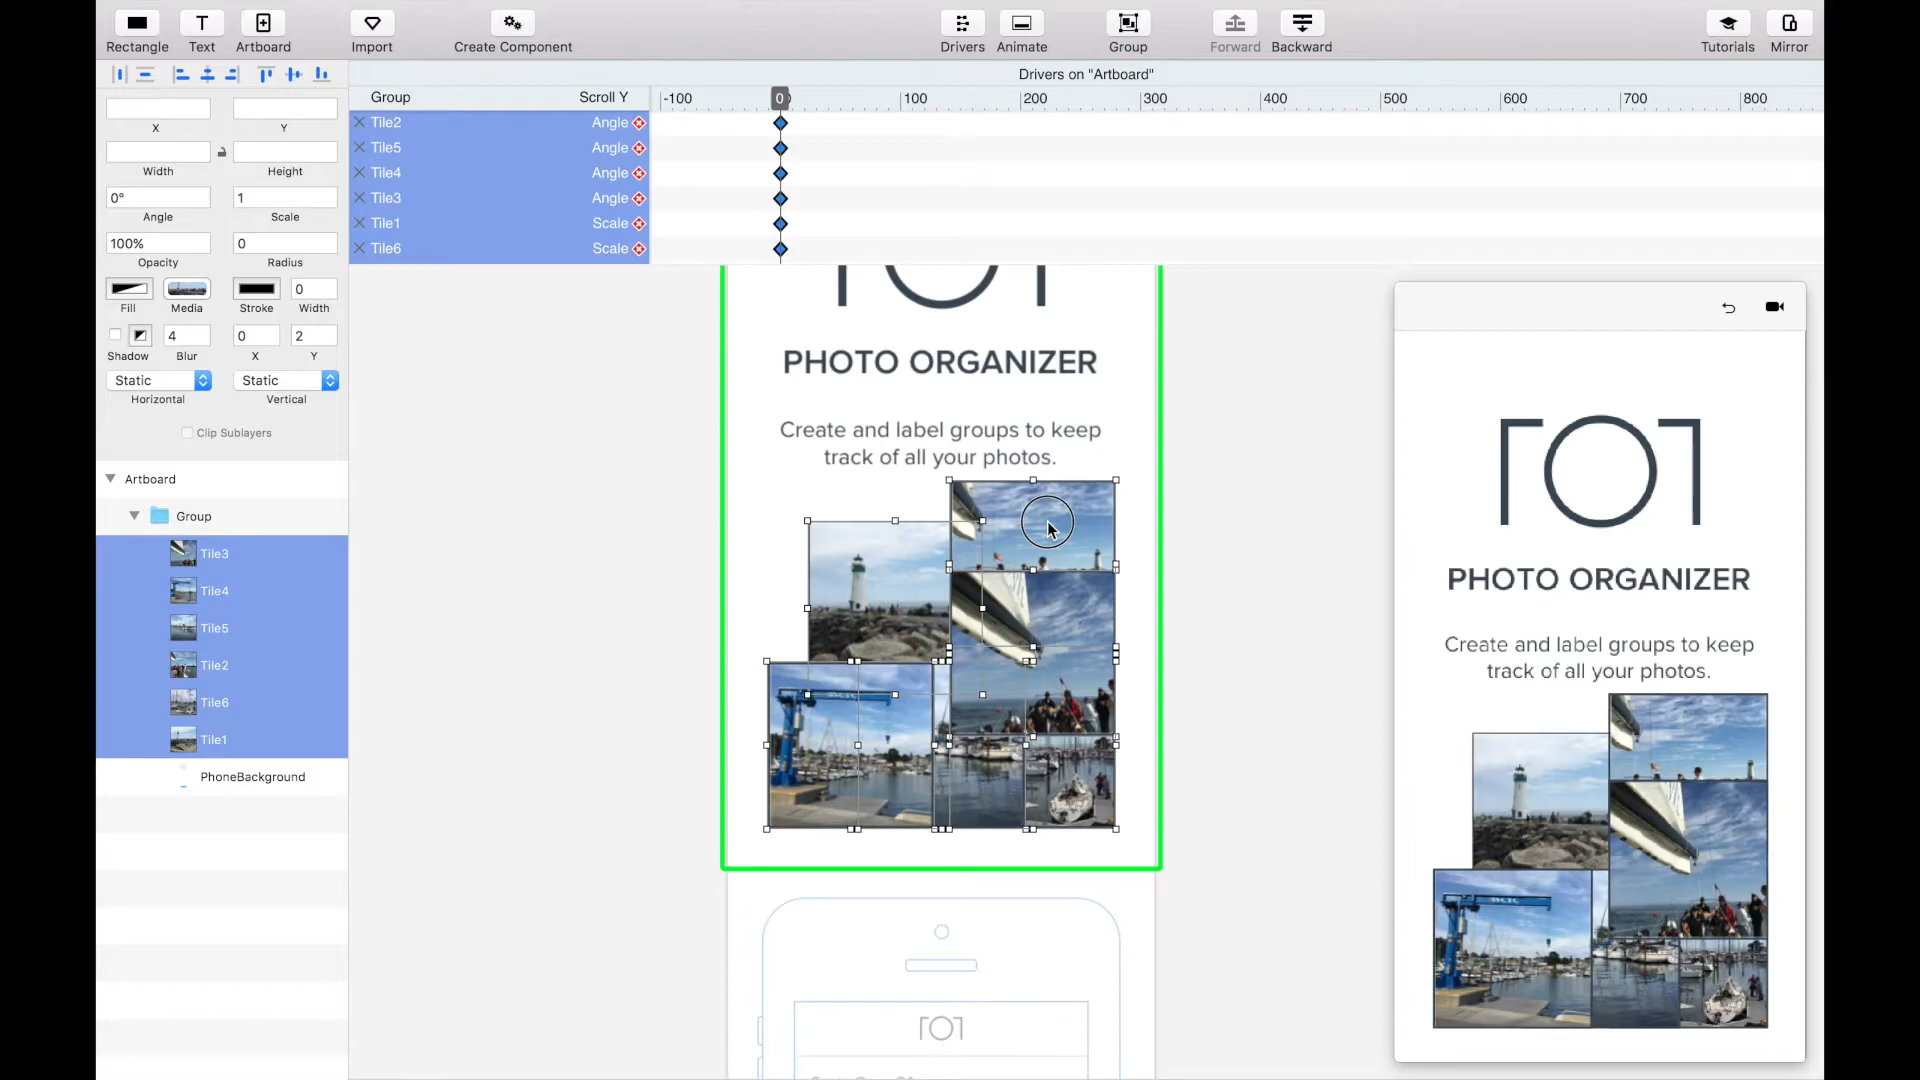 Rectangle Text Artboard Import Create Component Drivers Animate Group Forward Backward Tutorials Mirror
Drivers on "Artboard"
Group Scroll Y -100 0 100 200 300 400 500 600 700 800
Tile2 Angle
Tile5 Angle
Tile4 Angle
Tile3 Angle
Tile1 Scale
Tile6 Scale
X Y
Width Height
0° 1
Angle Scale
100% 0
Opacity Radius
0
Fill Media Stroke Width
4 0 2
Shadow Blur X Y
Static Static
Horizontal Vertical
Clip Sublayers
Artboard
Group
Tile3
Tile4
Tile5
Tile2
Tile6
Tile1
PhoneBackground
PHOTO ORGANIZER
Create and label groups to keep
track of all your photos.
PHOTO ORGANIZER
Create and label groups to keep
track of all your photos.